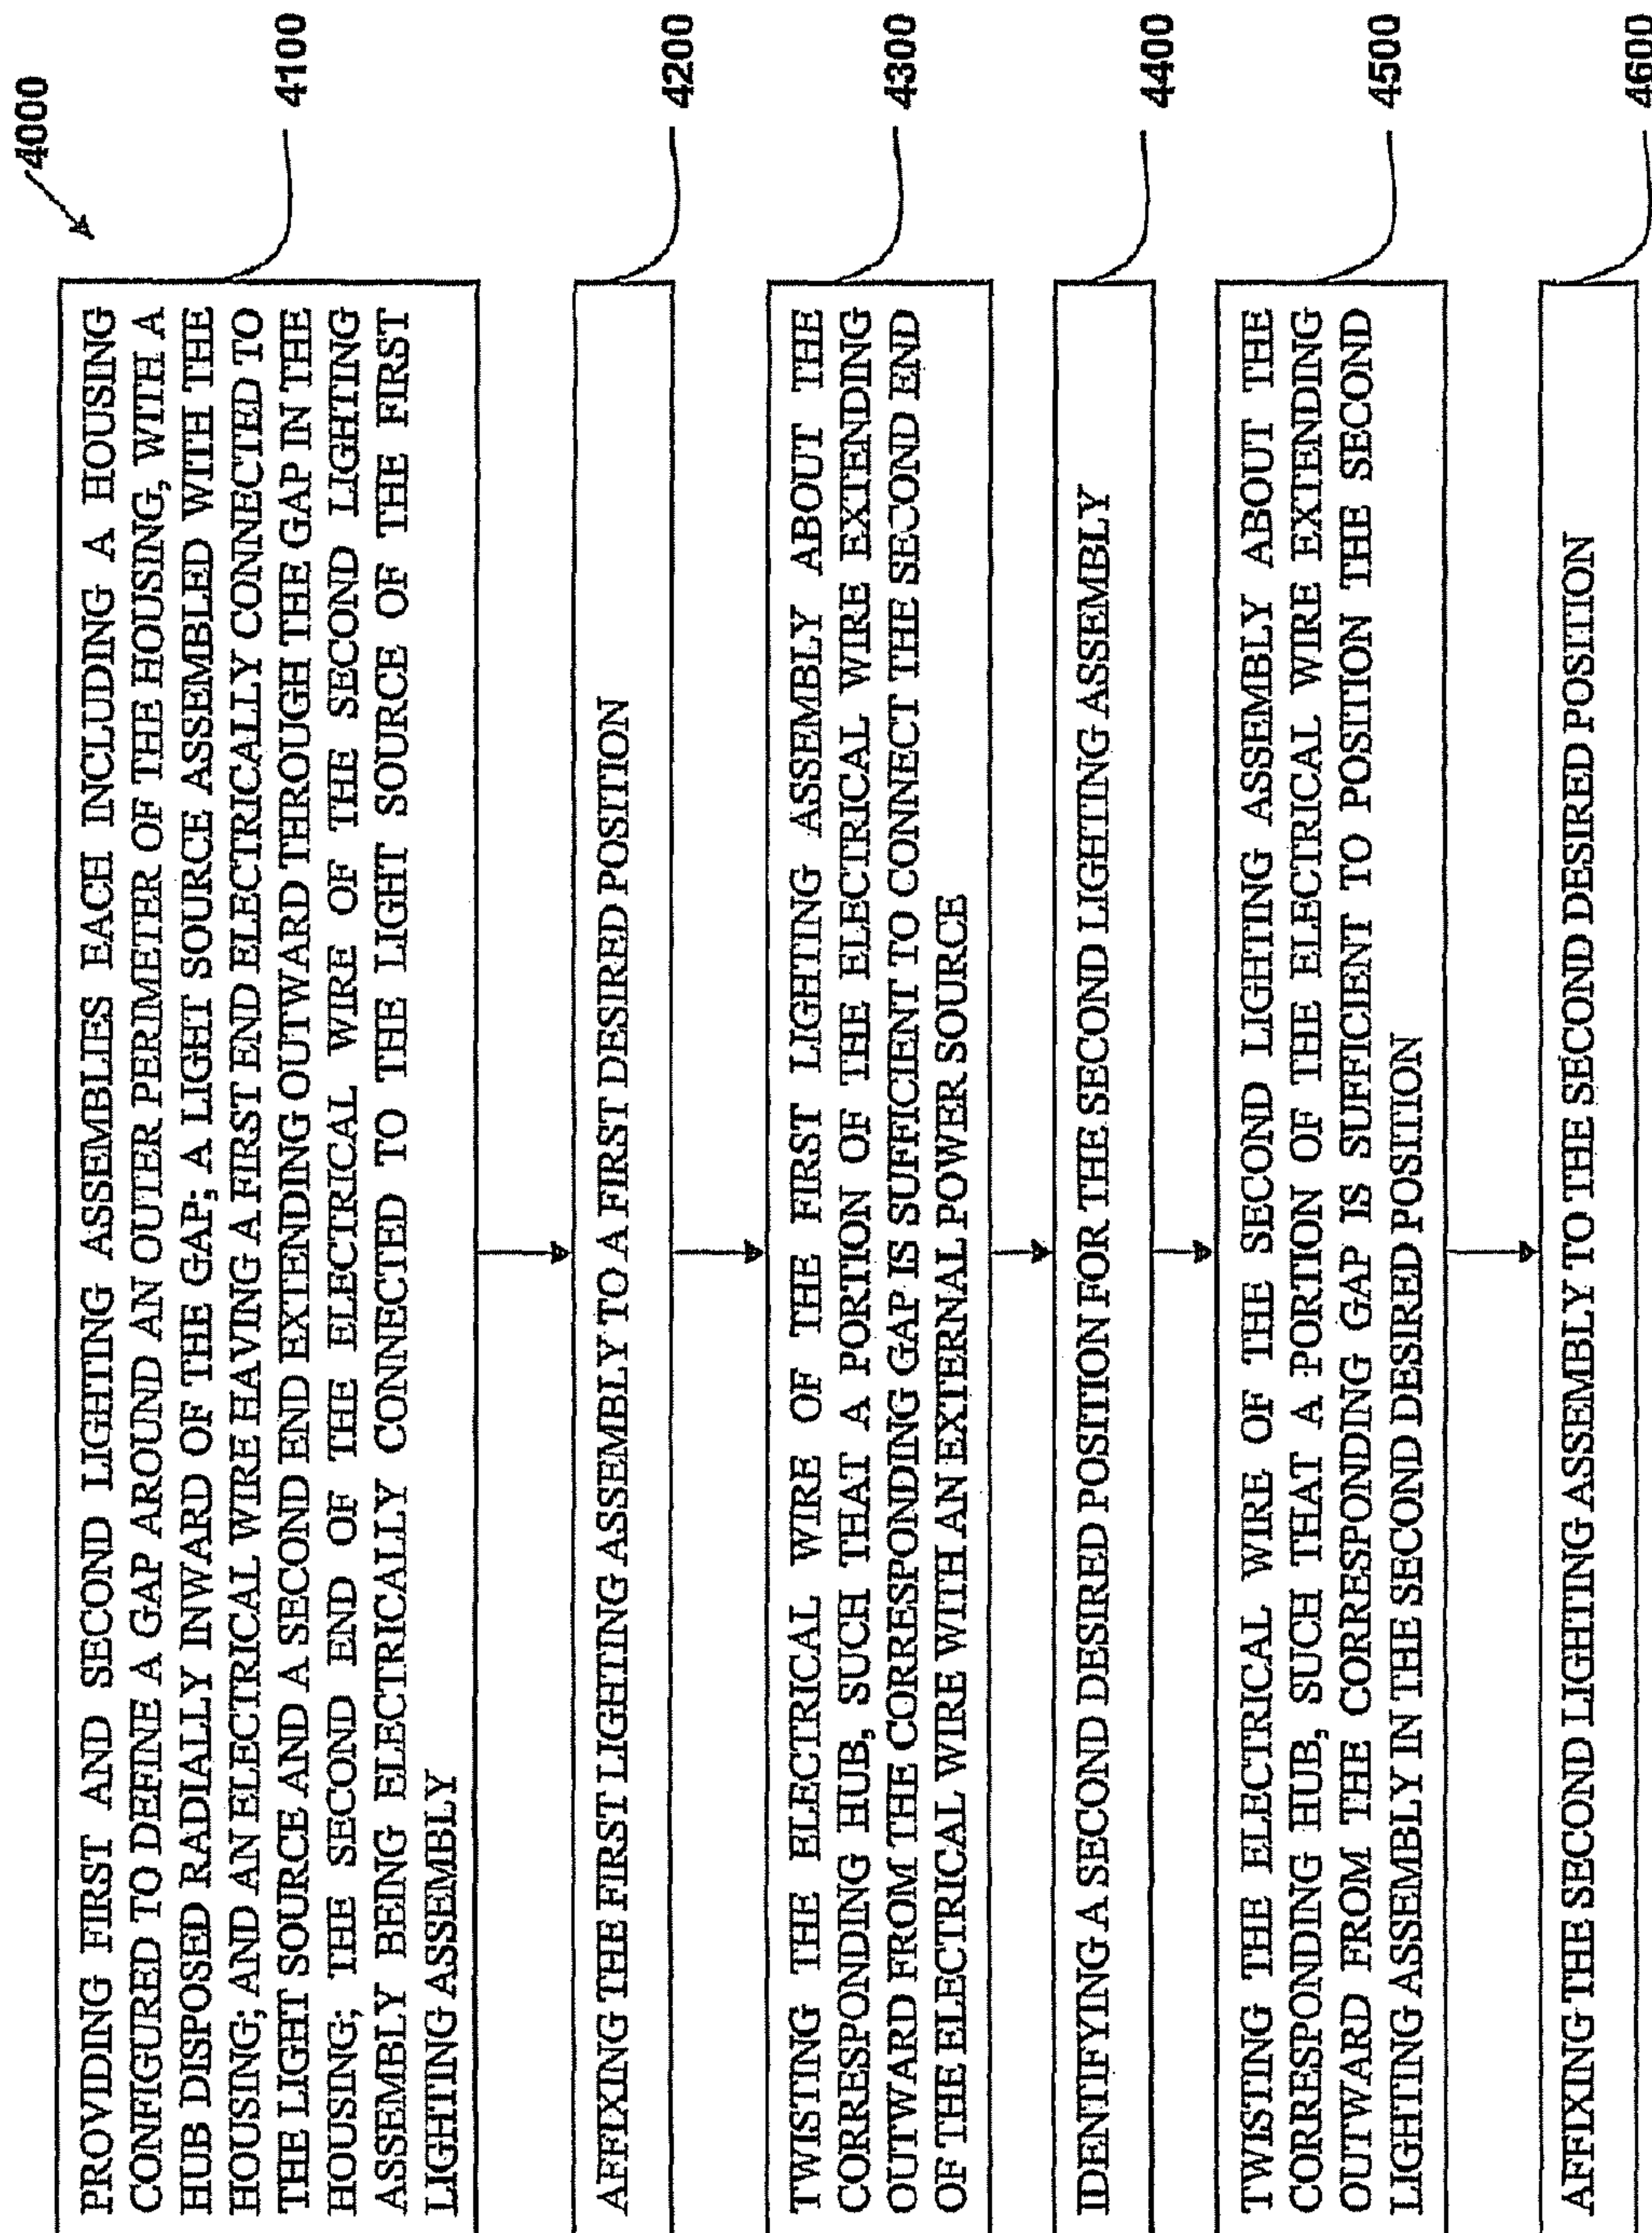 4000
PROVIDING FIRST AND SECOND LIGHTING ASSEMBLIES EACH INCLUDING A HOUSING
CONFIGURED TO DEFINE A GAP AROUND AN OUTER PERIMETER OF THE HOUSING, WITH A
HUB DISPOSED RADIALLY INWARD OF THE GAP; A LIGHT SOURCE ASSEMBLED WITH THE
HOUSING; AND AN ELECTRICAL WIRE HAVING A FIRST END ELECTRICALLY CONNECTED TO
THE LIGHT SOURCE AND A SECOND END EXTENDING OUTWARD THROUGH THE GAP IN THE
HOUSING; THE SECOND END OF THE ELECTRICAL WIRE OF THE SECOND LIGHTING
ASSEMBLY BEING ELECTRICALLY CONNECTED TO THE LIGHT SOURCE OF THE FIRST
LIGHTING ASSEMBLY
4100
AFFIXING THE FIRST LIGHTING ASSEMBLY TO A FIRST DESIRED POSITION
4200
TWISTING THE ELECTRICAL WIRE OF THE FIRST LIGHTING ASSEMBLY ABOUT THE
CORRESPONDING HUB, SUCH THAT A PORTION OF THE ELECTRICAL WIRE EXTENDING
OUTWARD FROM THE CORRESPONDING GAP IS SUFFICIENT TO CONNECT THE SECOND END
OF THE ELECTRICAL WIRE WITH AN EXTERNAL POWER SOURCE
4300
IDENTIFYING A SECOND DESIRED POSITION FOR THE SECOND LIGHTING ASSEMBLY
4400
TWISTING THE ELECTRICAL WIRE OF THE SECOND LIGHTING ASSEMBLY ABOUT THE
CORRESPONDING HUB, SUCH THAT A PORTION OF THE ELECTRICAL WIRE EXTENDING
OUTWARD FROM THE CORRESPONDING GAP IS SUFFICIENT TO POSITION THE SECOND
LIGHTING ASSEMBLY IN THE SECOND DESIRED POSITION
4500
AFFIXING THE SECOND LIGHTING ASSEMBLY TO THE SECOND DESIRED POSITION
4600